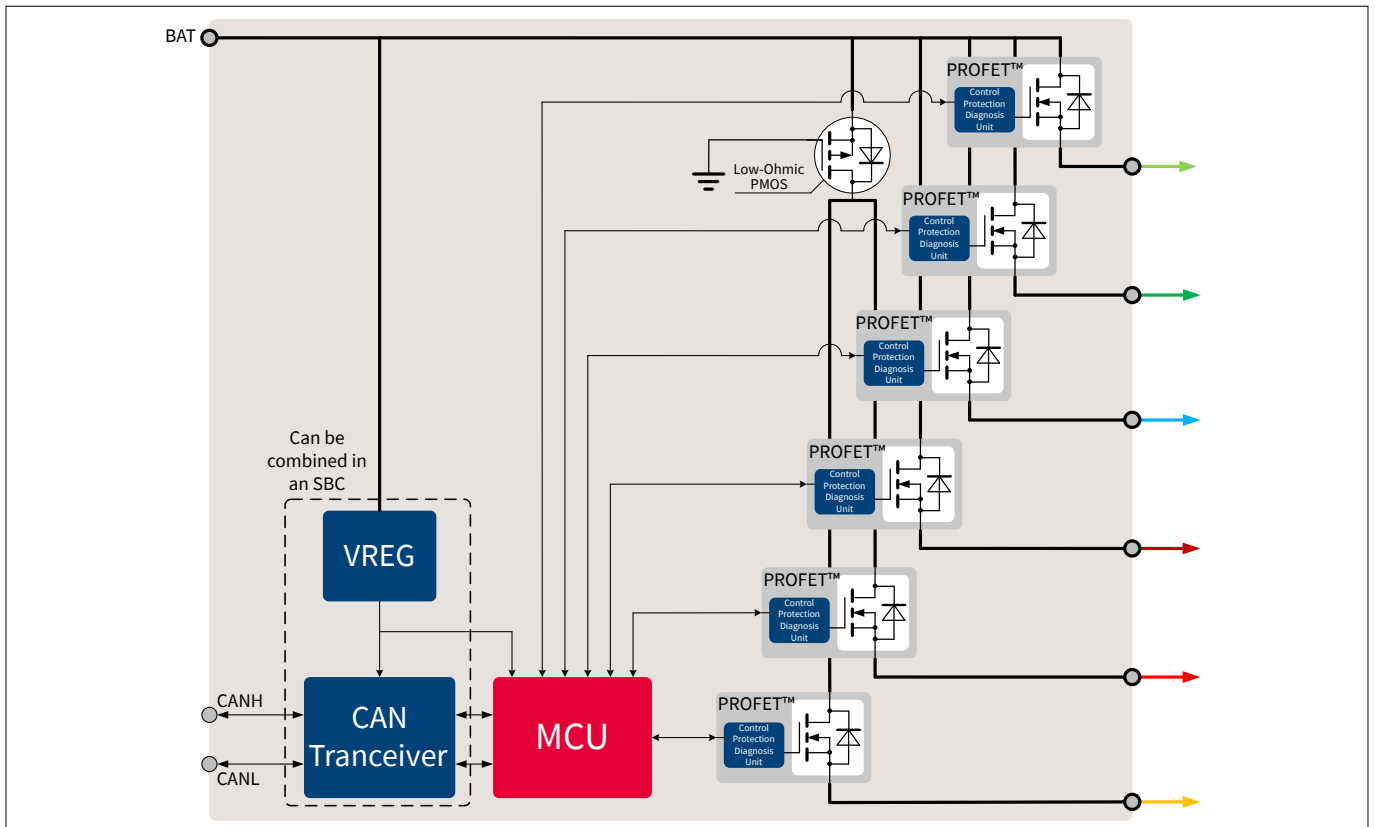 BAT
PROFET™
Control
Protection
Diagnosis
Unit
Low-Ohmic
PMOS
PROFET™
Control
Protection
Diagnosis
Unit
PROFET™
Control
Protection
Diagnosis
Unit
Can be
combined in
an SBC
PROFET™
Control
Protection
Diagnosis
Unit
VREG
PROFET™
Control
Protection
Diagnosis
Unit
CANH
CAN
Tranceiver
MCU
PROFET™
Control
Protection
Diagnosis
Unit
CANL